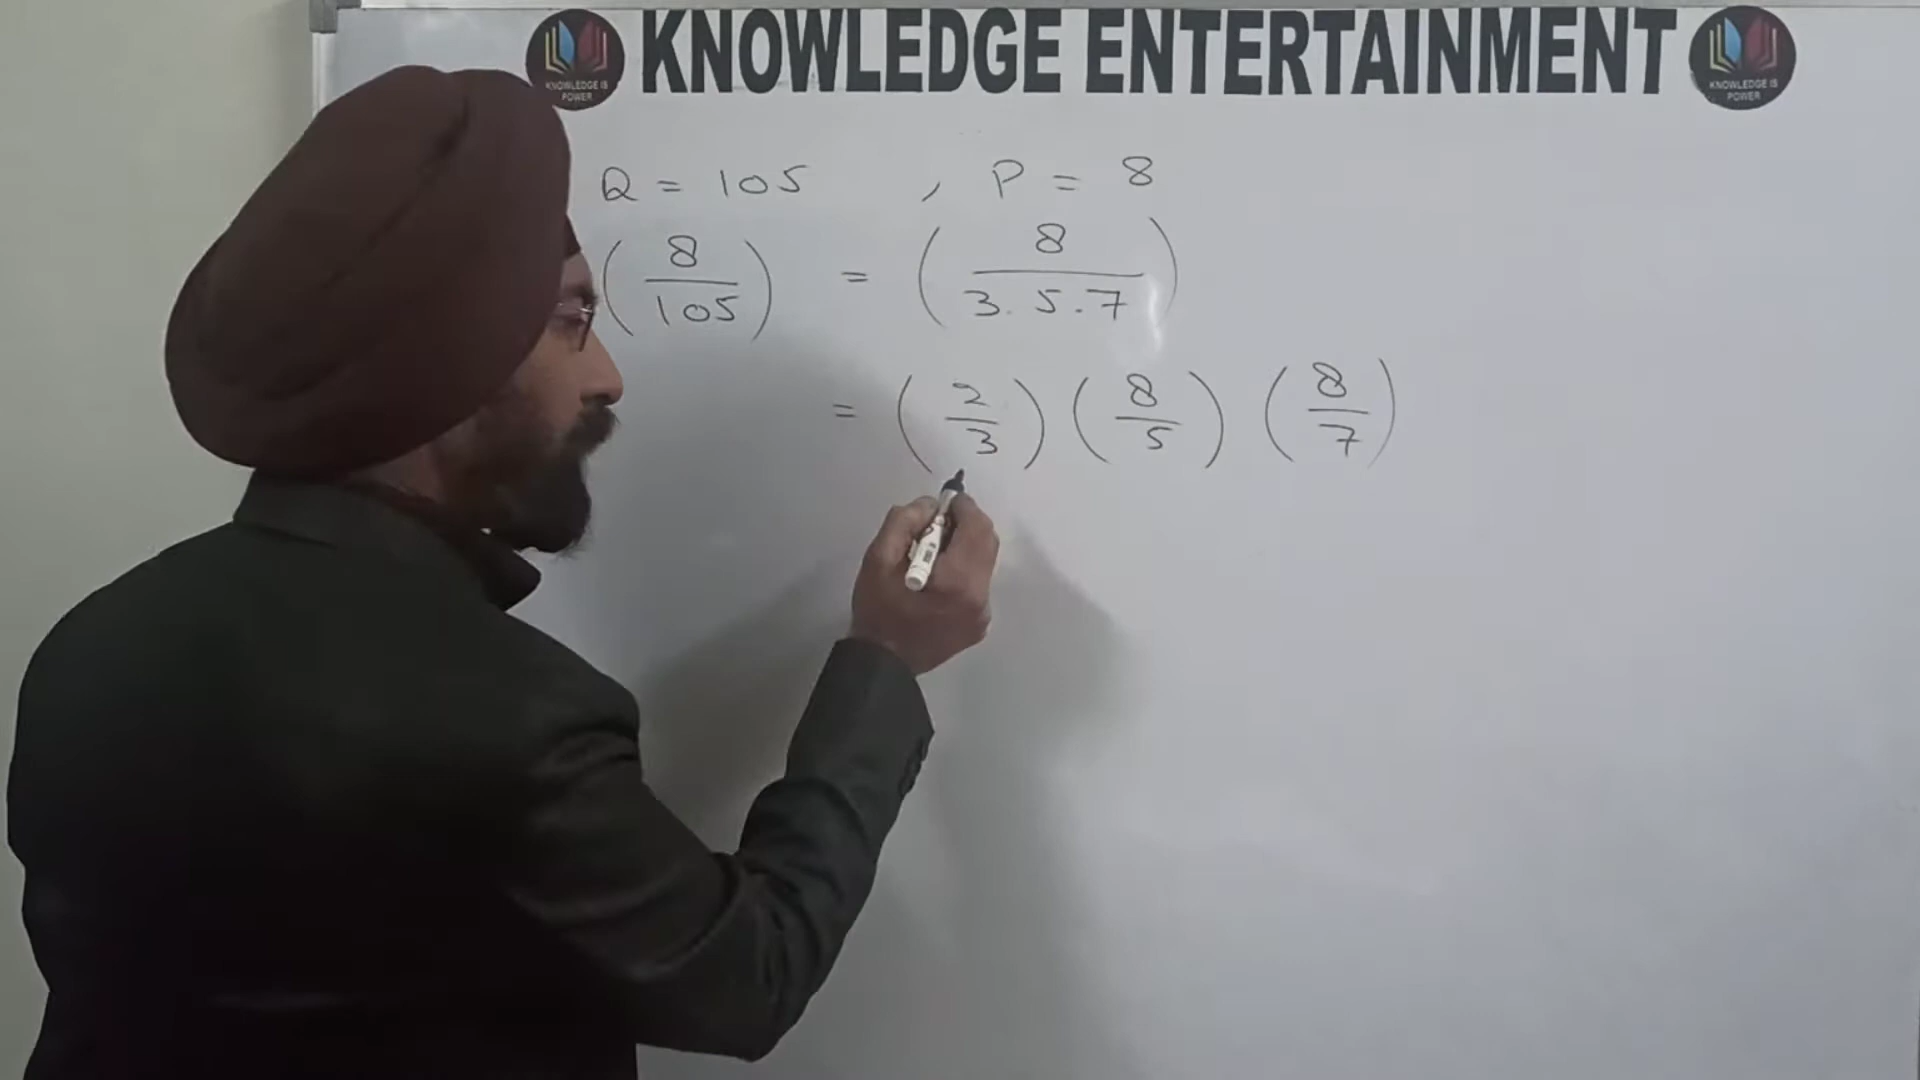 KNOWLEDGE IS POWER KNOWLEDGE ENTERTAINMENT KNOWLEDGE IS POWER
Q = 105 , P = 8
(8/105) = (8/3.5.7)
= (2/3) (8/5) (8/7)